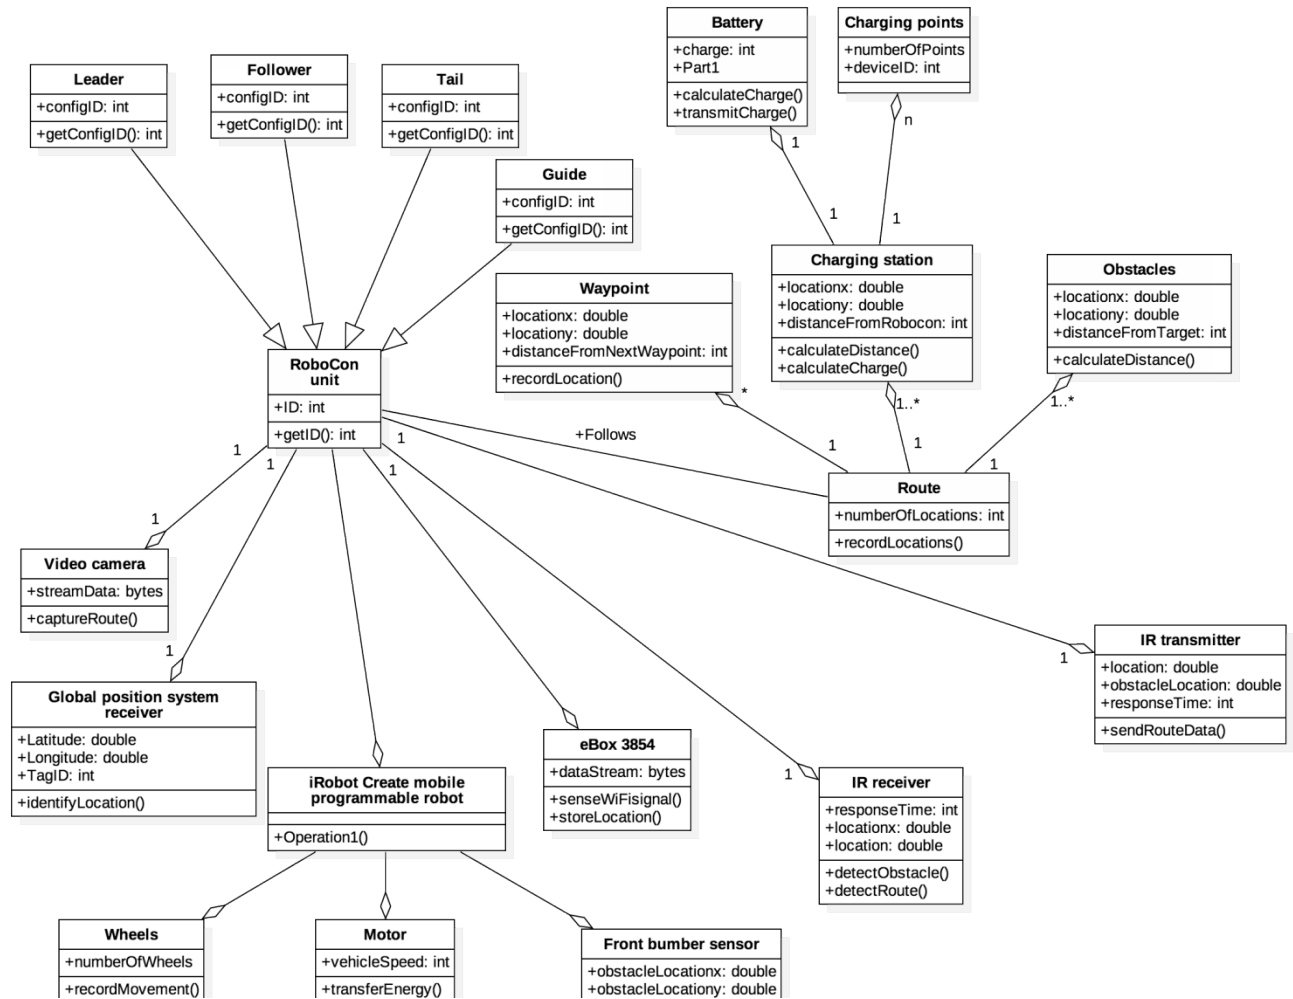 Battery
+charge: int
+Part1
+calculateCharge()
+transmitCharge()
1
1
Charging points
+numberOfPoints
+deviceID: int
n
1
Leader
+configID: int
+getConfigID(): int
Follower
+configID: int
+getConfigID(): int
Tail
+configID: int
+getConfigID(): int
Guide
+configID: int
+getConfigID(): int
Waypoint
+locationx: double
+locationy: double
+distanceFromNextWaypoint: int
+recordLocation()
*
1
Charging station
+locationx: double
+locationy: double
+distanceFromRobocon: int
+calculateDistance()
+calculateCharge()
1..*
1
Obstacles
+locationx: double
+locationy: double
+distanceFromTarget: int
+calculateDistance()
1..*
1
RoboCon
unit
+ID: int
+getID(): int
+Follows
Route
+numberOfLocations: int
+recordLocations()
1
1
1
1
1
1
1
1
Video camera
+streamData: bytes
+captureRoute()
Global position system
receiver
+Latitude: double
+Longitude: double
+TagID: int
+identifyLocation()
iRobot Create mobile
programmable robot
+Operation1()
eBox 3854
+dataStream: bytes
+senseWiFisignal()
+storeLocation()
IR receiver
+responseTime: int
+locationx: double
+location: double
+detectObstacle()
+detectRoute()
IR transmitter
+location: double
+obstacleLocation: double
+responseTime: int
+sendRouteData()
Wheels
+numberOfWheels
+recordMovement()
Motor
+vehicleSpeed: int
+transferEnergy()
Front bumber sensor
+obstacleLocationx: double
+obstacleLocationy: double